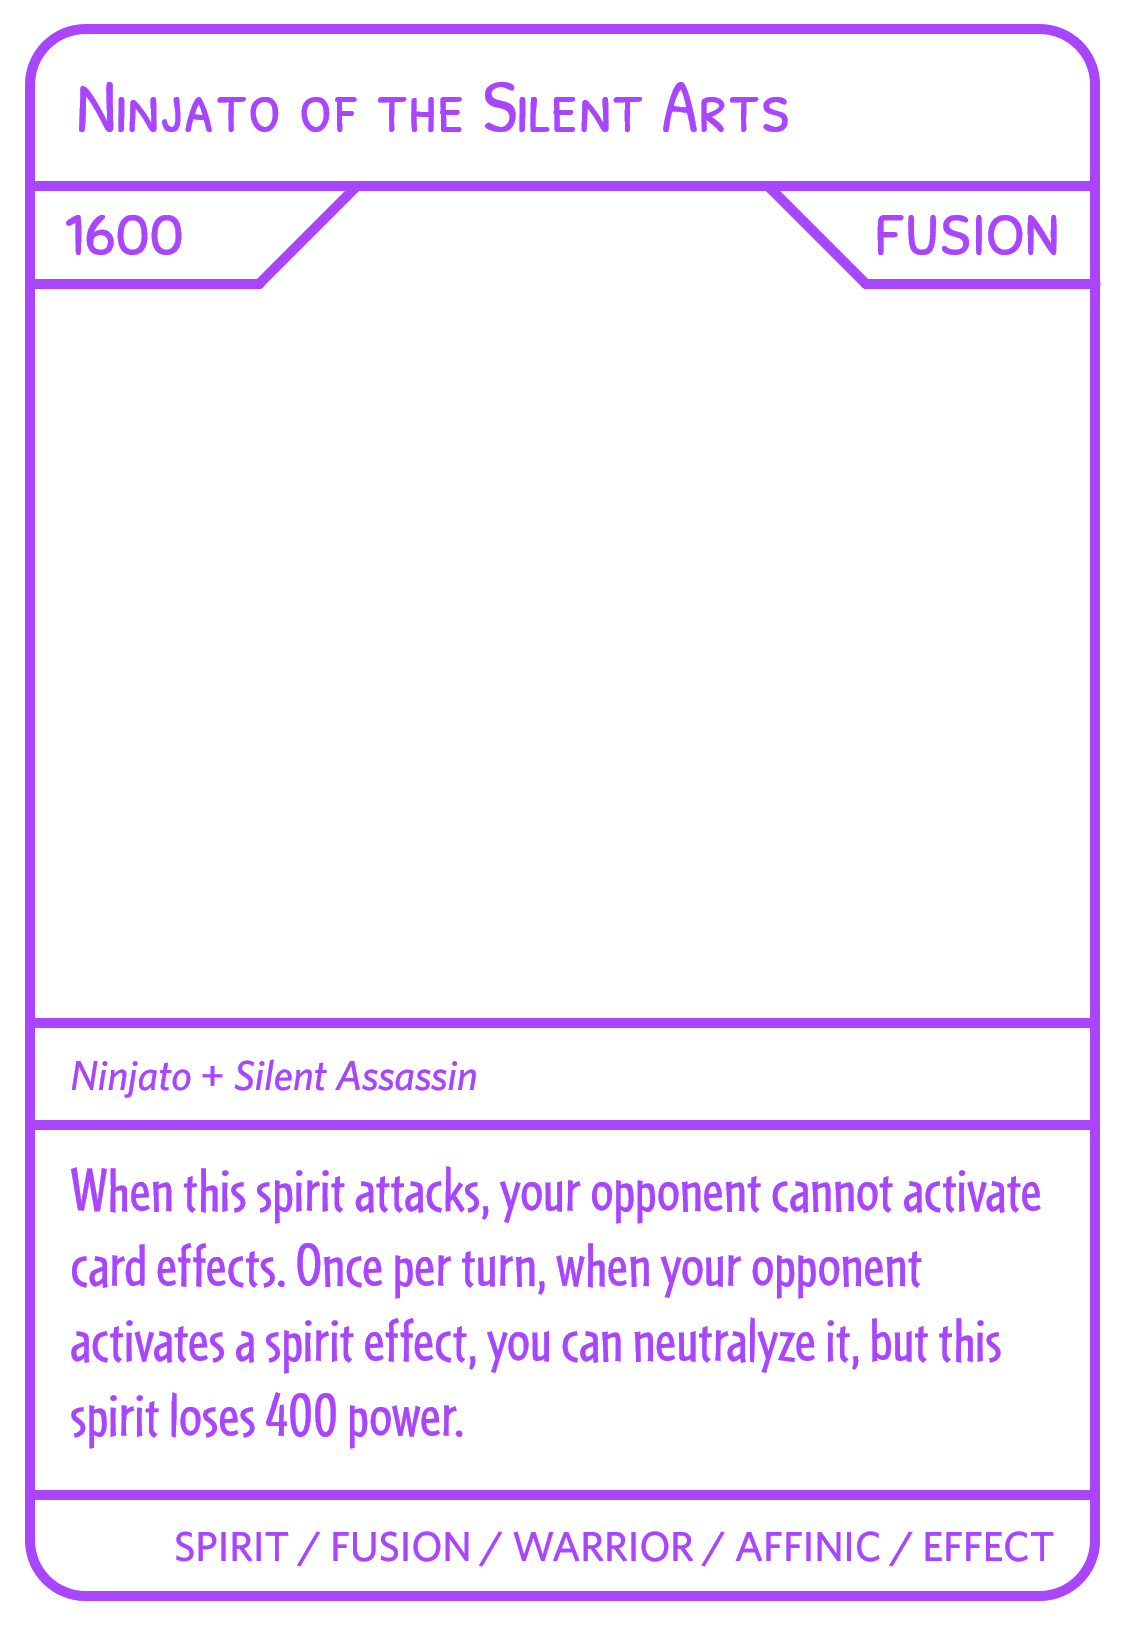 Ninjato of the Silent Arts
1600
FUSION
Ninjato + Silent Assassin
When this spirit attacks, your opponent cannot activate
card effects. Once per turn, when your opponent
activates a spirit effect, you can neutralyze it, but this
spirit loses 400 power.
SPIRIT / FUSION / WARRIOR / AFFINIC / EFFECT